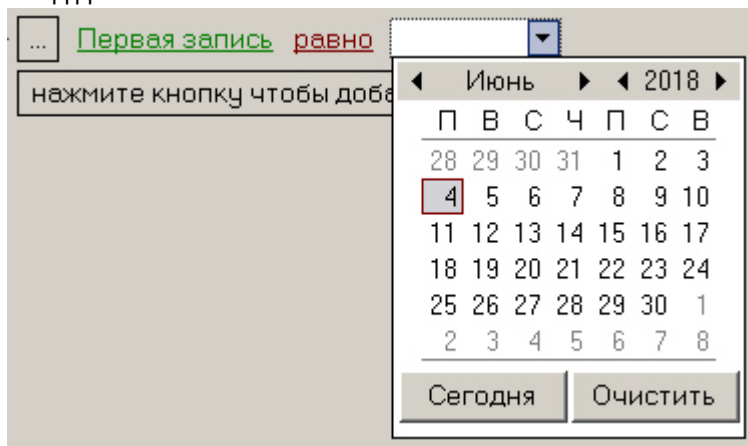 ... Первая запись равно
нажмите кнопку чтобы
Июнь 2018
П В С Ч П С В
28 29 30 31 1 2 3
4 5 6 7 8 9 10
11 12 13 14 15 16 17
18 19 20 21 22 23 24
25 26 27 28 29 30 1
2 3 4 5 6 7 8
Сегодня Очистить